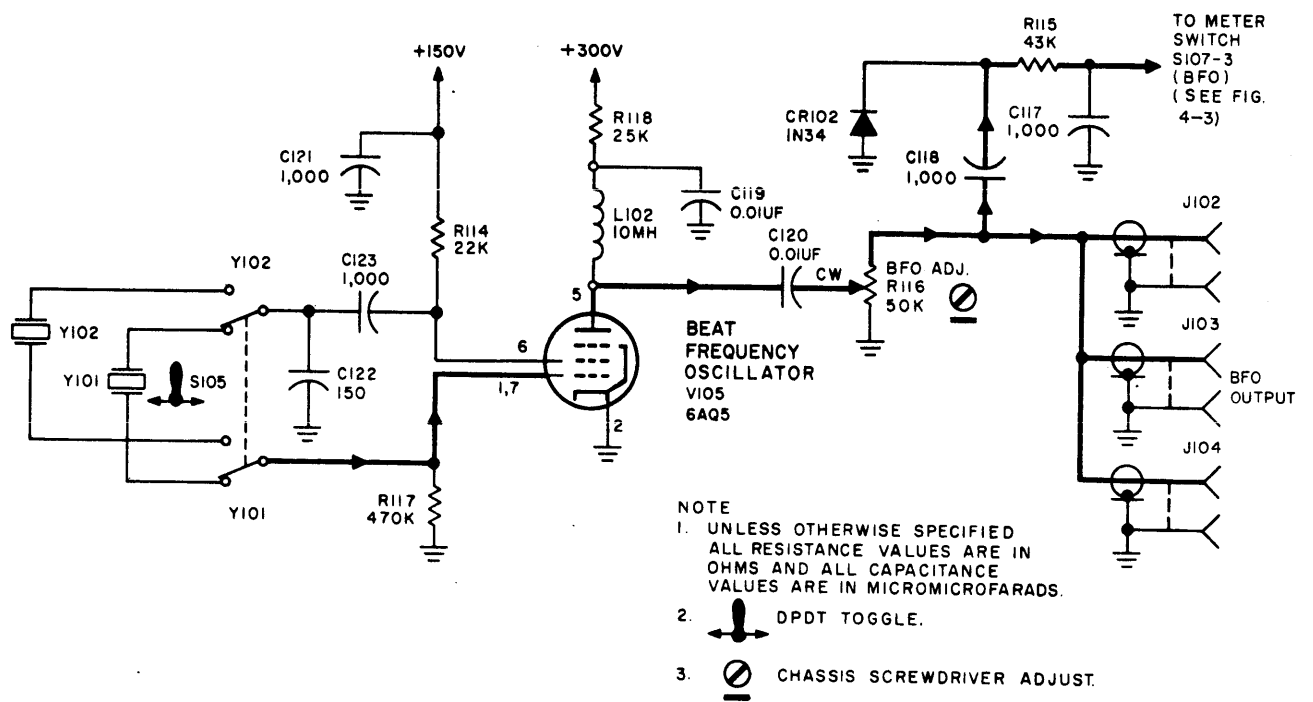 +150V
+300V
R118
25K
C121
1,000
R114
22K
L102
10MH
C119
0.01UF
C120
0.01UF
CW
BFO ADJ.
R116
50K
CR102
1N34
C118
1,000
R115
43K
C117
1,000
TO METER
SWITCH
S107-3
(BFO)
(SEE FIG.
4-3)
J102
J103
BFO
OUTPUT
J104
Y102
C123
1,000
Y102
Y101
S105
C122
150
Y101
R117
470K
5
6
1,7
2
BEAT
FREQUENCY
OSCILLATOR
V105
6AQ5
NOTE
1. UNLESS OTHERWISE SPECIFIED
ALL RESISTANCE VALUES ARE IN
OHMS AND ALL CAPACITANCE
VALUES ARE IN MICROMICROFARADS.
2. DPDT TOGGLE.
3. CHASSIS SCREWDRIVER ADJUST.